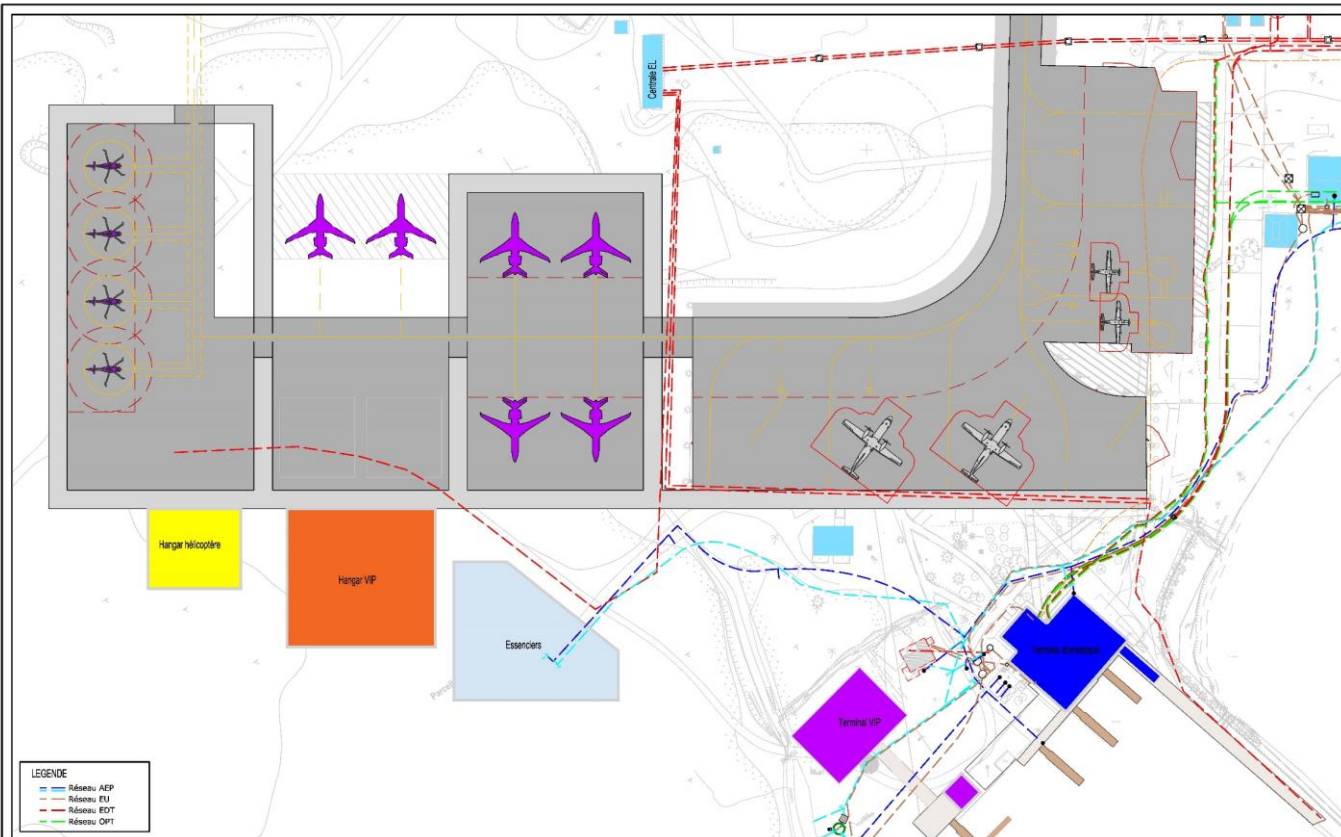 Centrale EL
Hangar hélicoptère
Hangar VIP
Essenciers
Terminal domestique
Terminal VIP
LEGENDE
Réseau AEP
Réseau EU
Réseau EDT
Réseau OPT